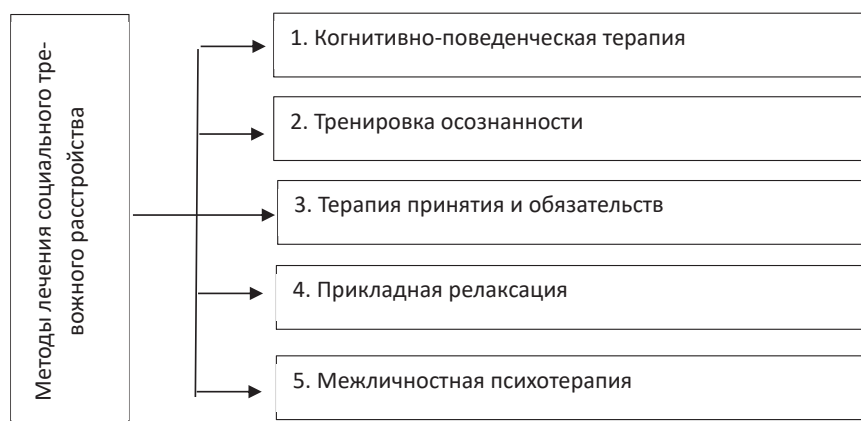 Методы лечения социального тре-
вожного расстройства
1. Когнитивно-поведенческая терапия
2. Тренировка осознанности
3. Терапия принятия и обязательств
4. Прикладная релаксация
5. Межличностная психотерапия